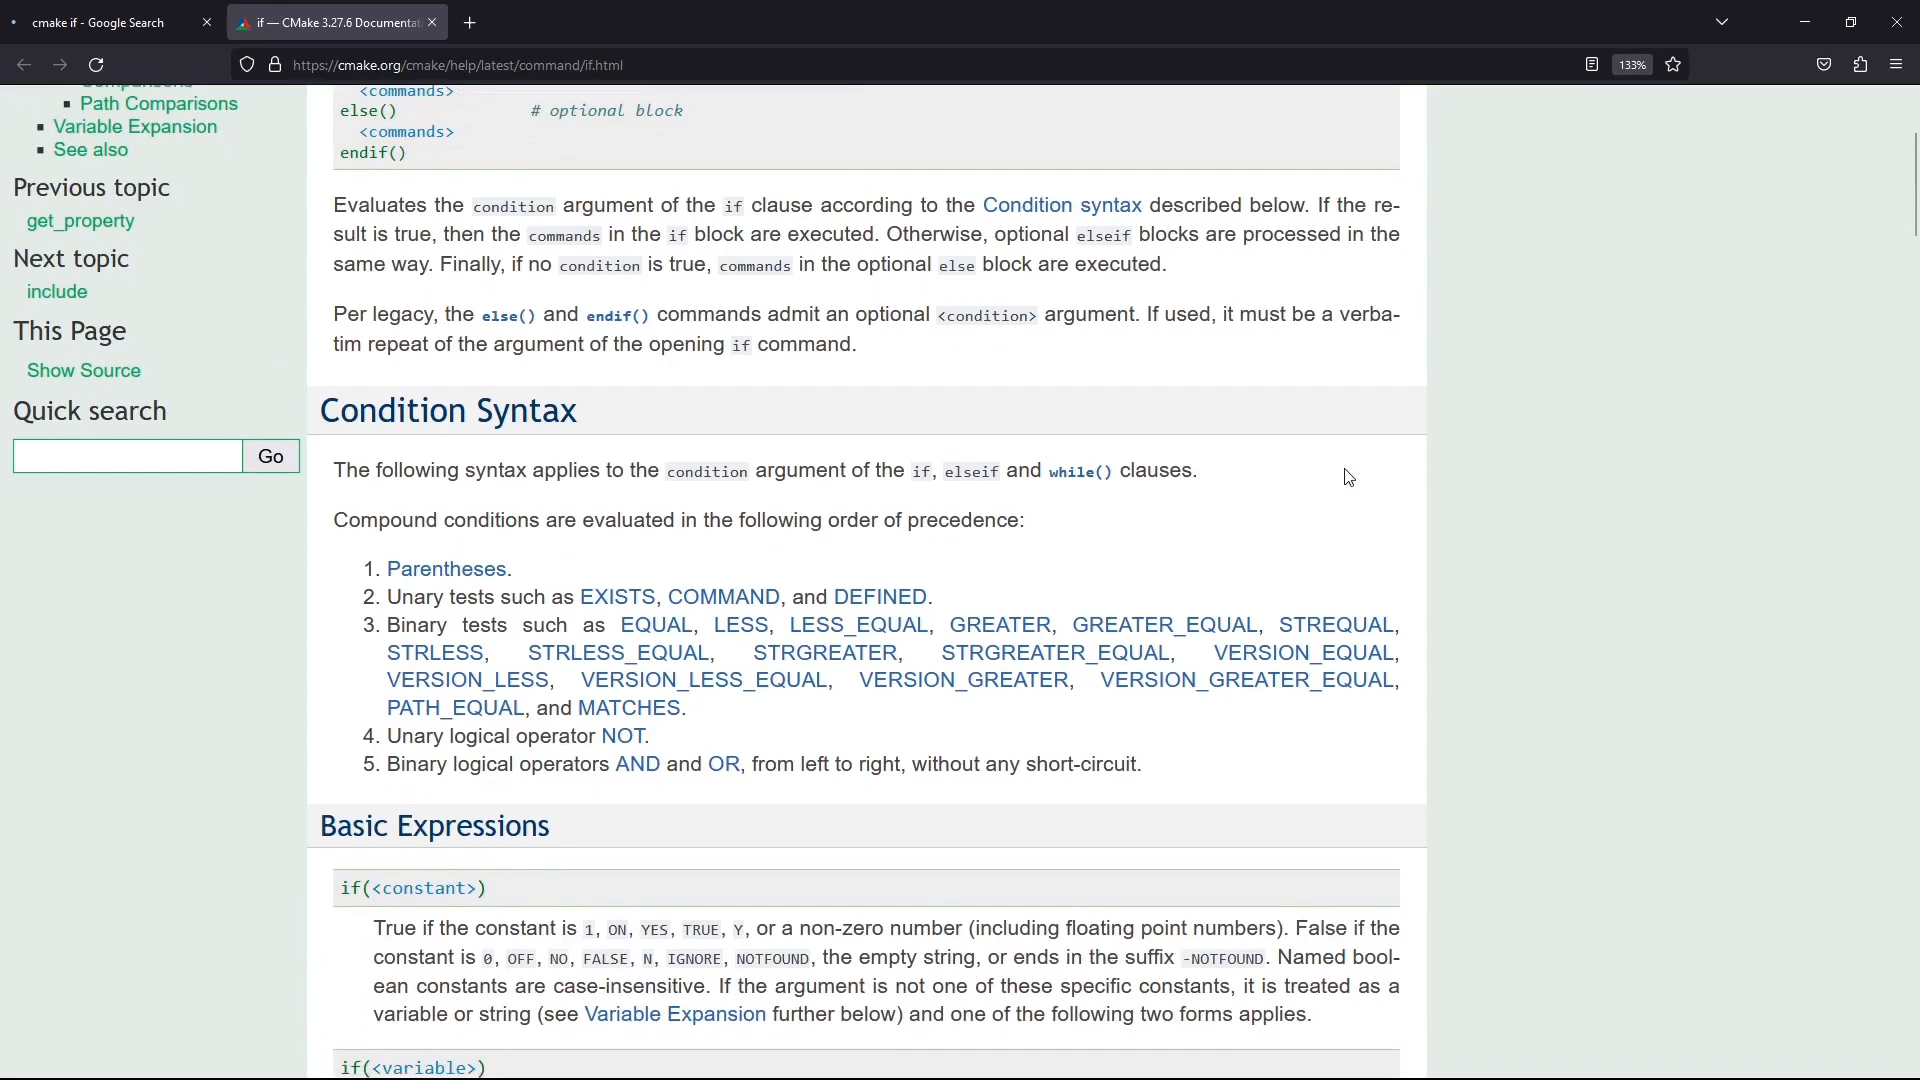 cmake if - Google Search
if — CMake 3.27.6 Documentat
https://cmake.org/cmake/help/latest/command/if.html
133%
Comparisons
Path Comparisons
Variable Expansion
See also
Previous topic
get_property
Next topic
include
This Page
Show Source
Quick search
Go
<commands>
else() # optional block
<commands>
endif()
Evaluates the condition argument of the if clause according to the Condition syntax described below. If the re-
sult is true, then the commands in the if block are executed. Otherwise, optional elseif blocks are processed in the
same way. Finally, if no condition is true, commands in the optional else block are executed.
Per legacy, the else() and endif() commands admit an optional <condition> argument. If used, it must be a verba-
tim repeat of the argument of the opening if command.
Condition Syntax
The following syntax applies to the condition argument of the if, elseif and while() clauses.
Compound conditions are evaluated in the following order of precedence:
1. Parentheses.
2. Unary tests such as EXISTS, COMMAND, and DEFINED.
3. Binary tests such as EQUAL, LESS, LESS_EQUAL, GREATER, GREATER_EQUAL, STREQUAL,
STRLESS, STRLESS_EQUAL, STRGREATER, STRGREATER_EQUAL, VERSION_EQUAL,
VERSION_LESS, VERSION_LESS_EQUAL, VERSION_GREATER, VERSION_GREATER_EQUAL,
PATH_EQUAL, and MATCHES.
4. Unary logical operator NOT.
5. Binary logical operators AND and OR, from left to right, without any short-circuit.
Basic Expressions
if(<constant>)
True if the constant is 1, ON, YES, TRUE, Y, or a non-zero number (including floating point numbers). False if the
constant is 0, OFF, NO, FALSE, N, IGNORE, NOTFOUND, the empty string, or ends in the suffix -NOTFOUND. Named bool-
ean constants are case-insensitive. If the argument is not one of these specific constants, it is treated as a
variable or string (see Variable Expansion further below) and one of the following two forms applies.
if(<variable>)